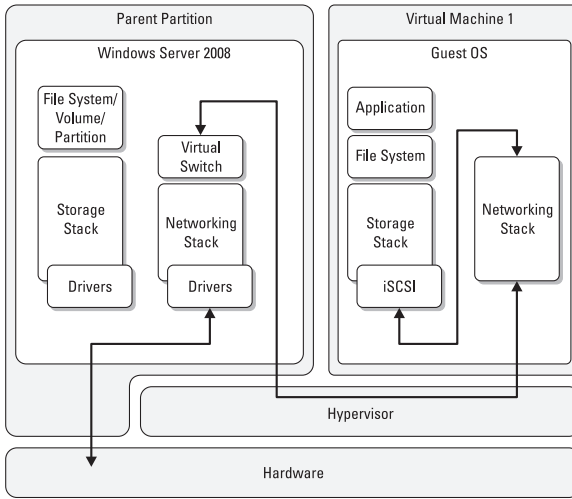 Parent Partition
Windows Server 2008
File System/
Volume/
Partition
Storage
Stack
Drivers
Virtual
Switch
Networking
Stack
Drivers
Virtual Machine 1
Guest OS
Application
File System
Storage
Stack
iSCSI
Networking
Stack
Hypervisor
Hardware